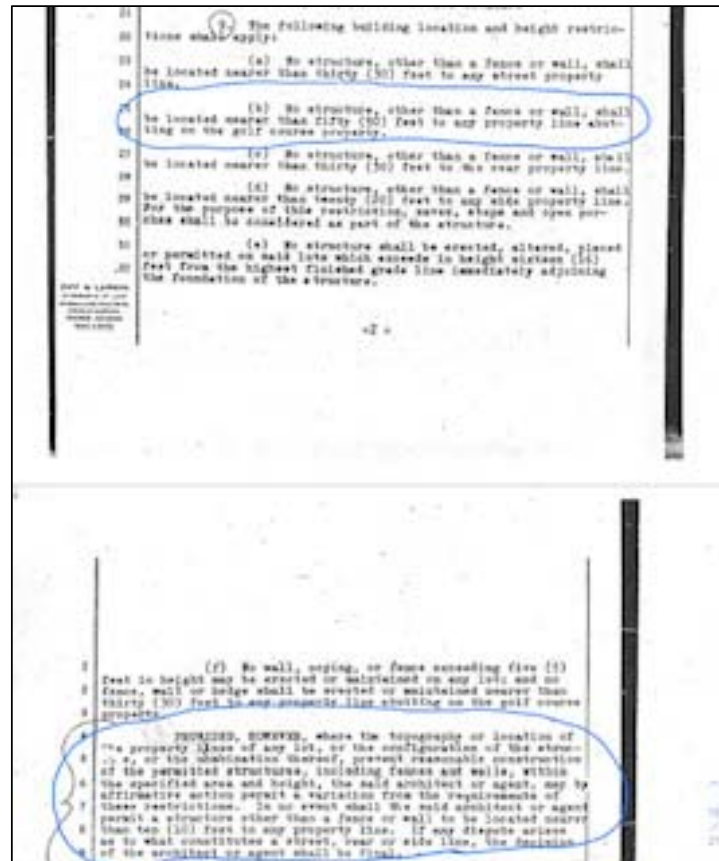 9. The following building location and height restric-
tions shall apply:
(a) No structure, other than a fence or wall, shall
be located nearer than thirty (30) feet to any street property
line.
(b) No structure, other than a fence or wall, shall
be located nearer than fifty (50) feet to any property line abut-
ting on the golf course property.
(c) No structure, other than a fence or wall, shall
be located nearer than thirty (30) feet to the rear property line.
(d) No structure, other than a fence or wall, shall
be located nearer than twenty (20) feet to any side property line.
For the purpose of this restriction, eaves, steps and open por-
ches shall be considered as part of the structure.
(e) No structure shall be erected, altered, placed
or permitted on said lots which exceeds in height sixteen (16)
feet from the highest finished grade line immediately adjoining
the foundation of the structure.
-2-
(f) No wall, coping, or fence exceeding five (5)
feet in height may be erected or maintained on any lot; and no
fence, wall or hedge shall be erected or maintained nearer than
thirty (30) feet to any property line abutting on the golf course
property.
PROVIDED, HOWEVER, where the topography or location of
the property lines of any lot, or the configuration of the struc-
or the combination thereof, prevent reasonable construction
of the permitted structures, including fences and walls, within
the specified area and height, the said architect or agent, may by
affirmative action permit a variation from the requirements of
these restrictions. In no event shall the said architect or agent
permit a structure other than a fence or wall to be located nearer
than ten (10) feet to any property line. If any dispute arises
as to what constitutes a street, rear or side line, the decision
of the architect or agent shall be final.